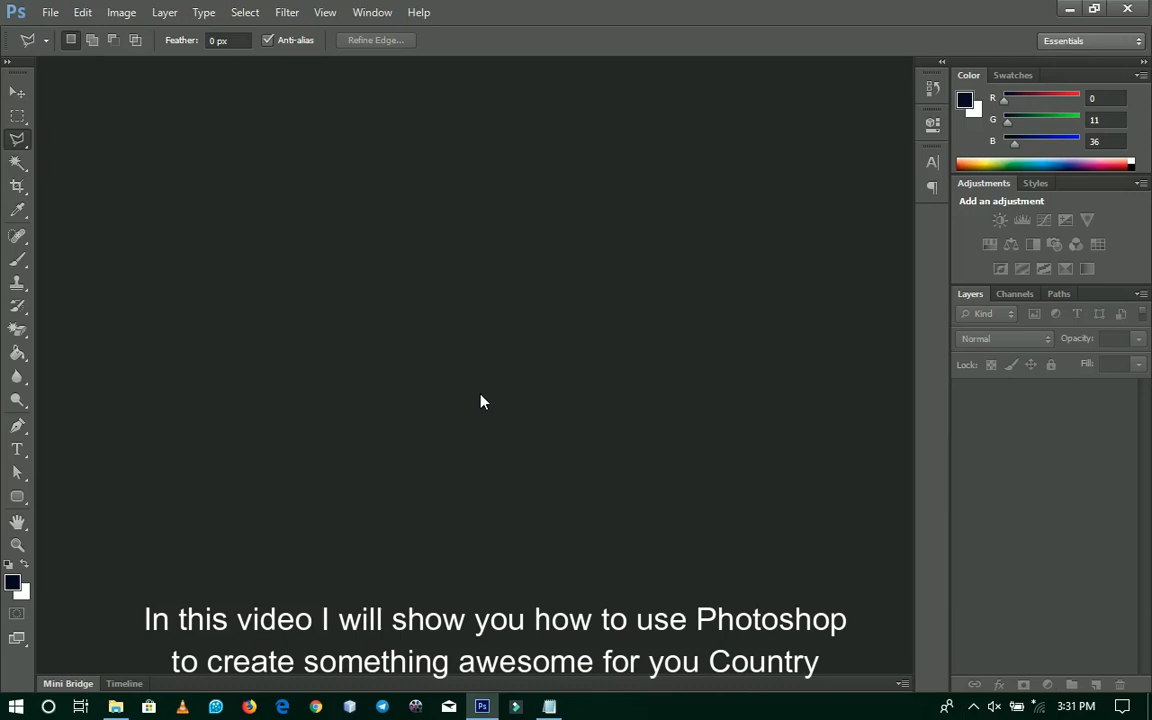 Ps File Edit Image Layer Type Select Filter View Window Help
Feather: 0 px Anti-alias Refine Edge... Essentials
Color Swatches
R 0
G 11
B 36
Adjustments Styles
Add an adjustment
Layers Channels Paths
Kind
Normal Opacity:
Lock: Fill:
In this video I will show you how to use Photoshop
to create something awesome for you Country
Mini Bridge Timeline
3:31 PM